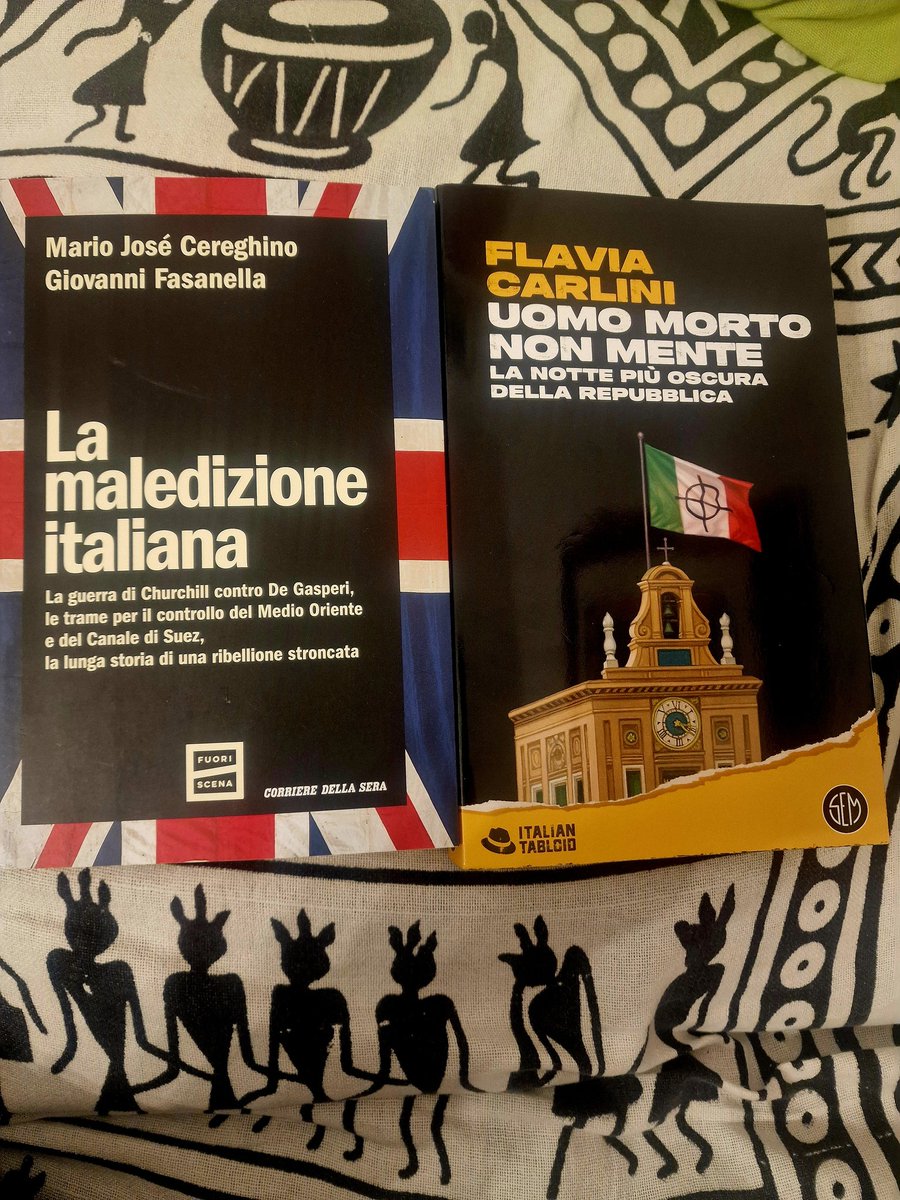 Mario José Cereghino
Giovanni Fasanella
La
maledizione
italiana
La guerra di Churchill contro De Gasperi,
le trame per il controllo del Medio Oriente
e del Canale di Suez,
la lunga storia di una ribellione stroncata
FUORI
SCENA
CORRIERE DELLA SERA
FLAVIA
CARLINI
UOMO MORTO
NON MENTE
LA NOTTE PIÙ OSCURA
DELLA REPUBBLICA
ITALIAN
TABLOID
SEM